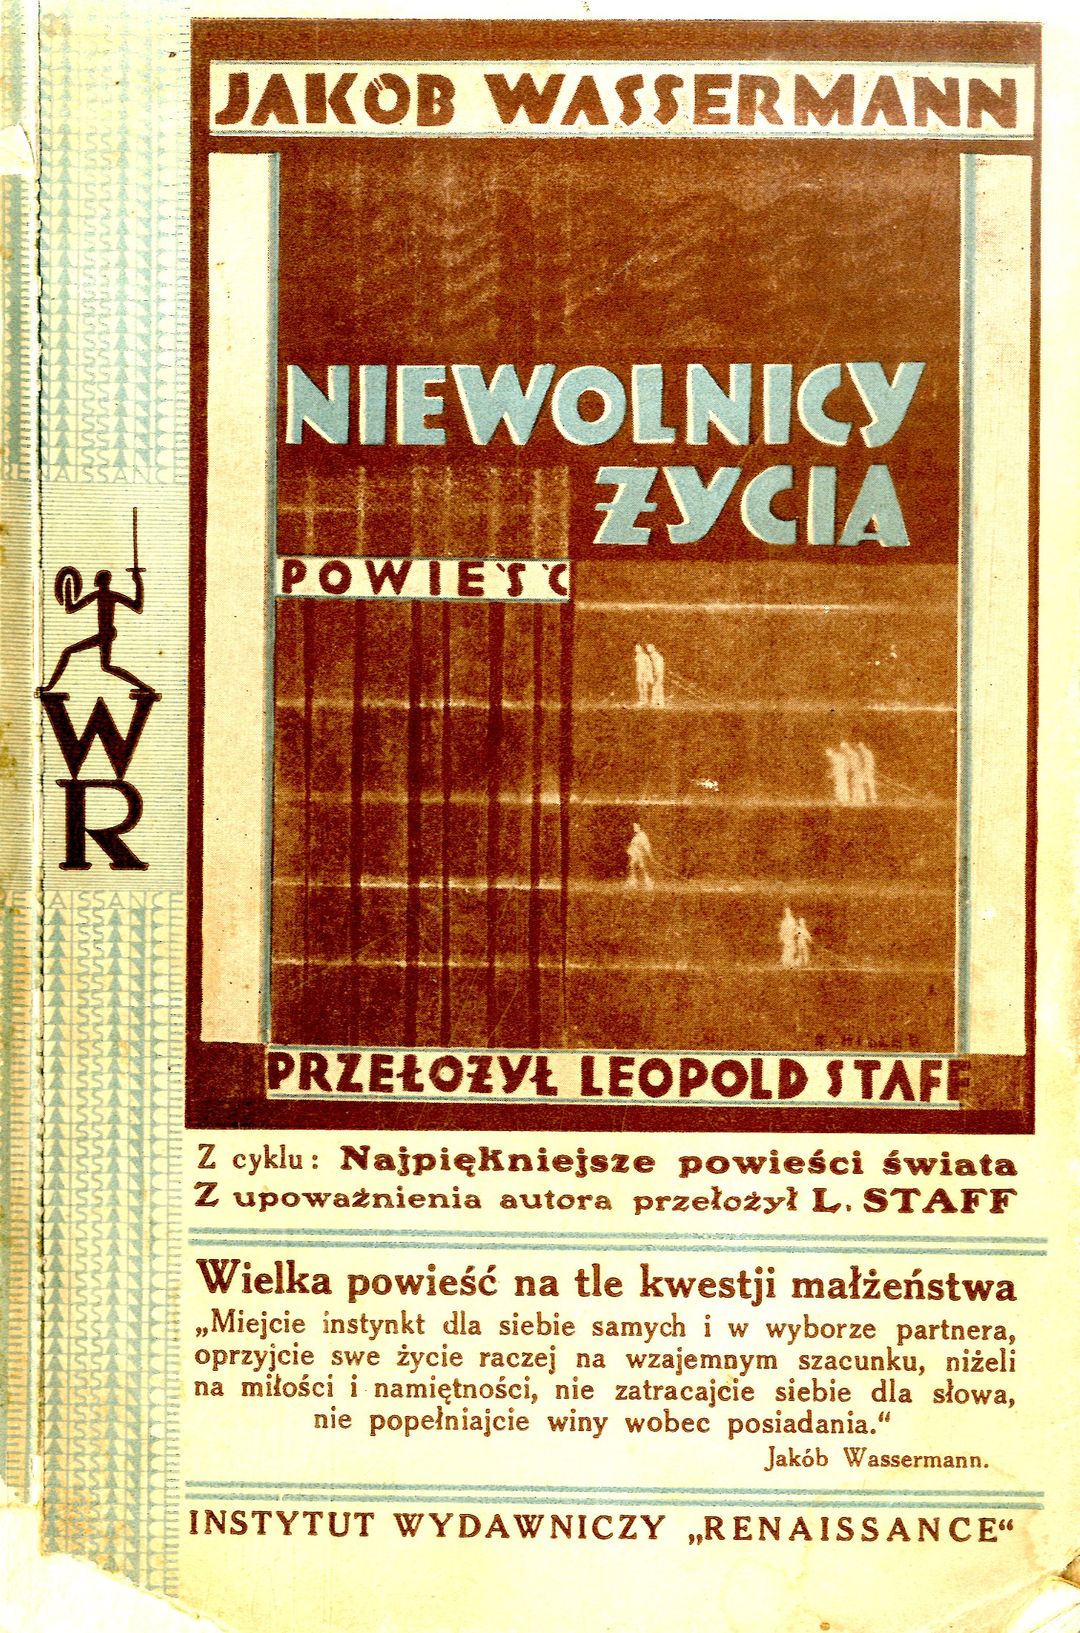 JAKÓB WASSERMANN
NIEWOLNICY
ŻYCIA
POWIEŚĆ
PRZEŁOŻYŁ LEOPOLD STAFF
Z cyklu: Najpiękniejsze powieści świata
Z upoważnienia autora przełożył L. STAFF
Wielka powieść na tle kwestji małżeństwa
„Miejcie instynkt dla siebie samych i w wyborze partnera,
oprzyjcie swe życie raczej na wzajemnym szacunku, niżeli
na miłości i namiętności, nie zatracajcie siebie dla słowa,
nie popełniajcie winy wobec posiadania.“
Jakób Wassermann.
INSTYTUT WYDAWNICZY „RENAISSANCE“
RENAISSANCE
WR
RENAISSANCE